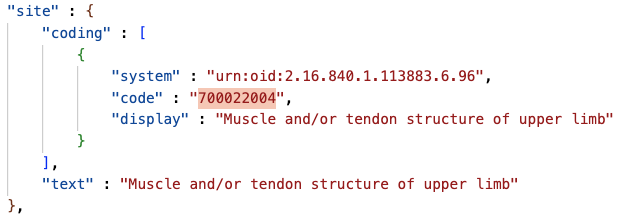 "site" : {
"coding" : [
{
"system" : "urn:oid:2.16.840.1.113883.6.96",
"code" : "700022004",
"display" : "Muscle and/or tendon structure of upper limb"
}
],
"text" : "Muscle and/or tendon structure of upper limb"
},